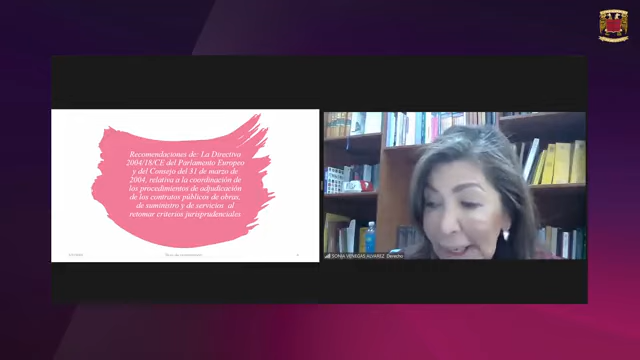 Recomendaciones de: La Directiva
2004/18/CE del Parlamento Europeo
y del Consejo del 31 de marzo de
2004, relativa a la coordinación de
los procedimientos de adjudicación
de los contratos públicos de obras,
de suministro y de servicios al
retomar criterios jurisprudenciales
SONIA VENEGAS ALVAREZ Derecho